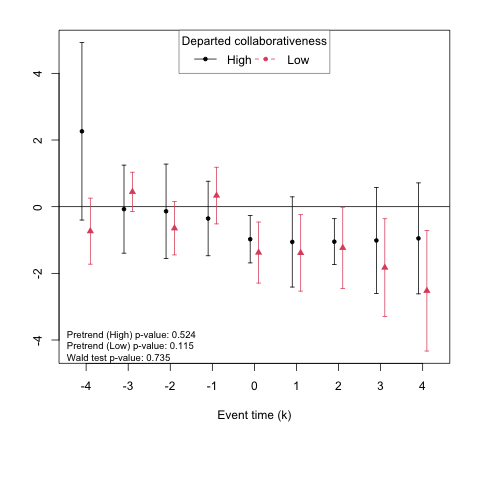 Departed collaborativeness
High Low
4
2
0
-2
-4
Pretrend (High) p-value: 0.524
Pretrend (Low) p-value: 0.115
Wald test p-value: 0.735
-4 -3 -2 -1 0 1 2 3 4
Event time (k)